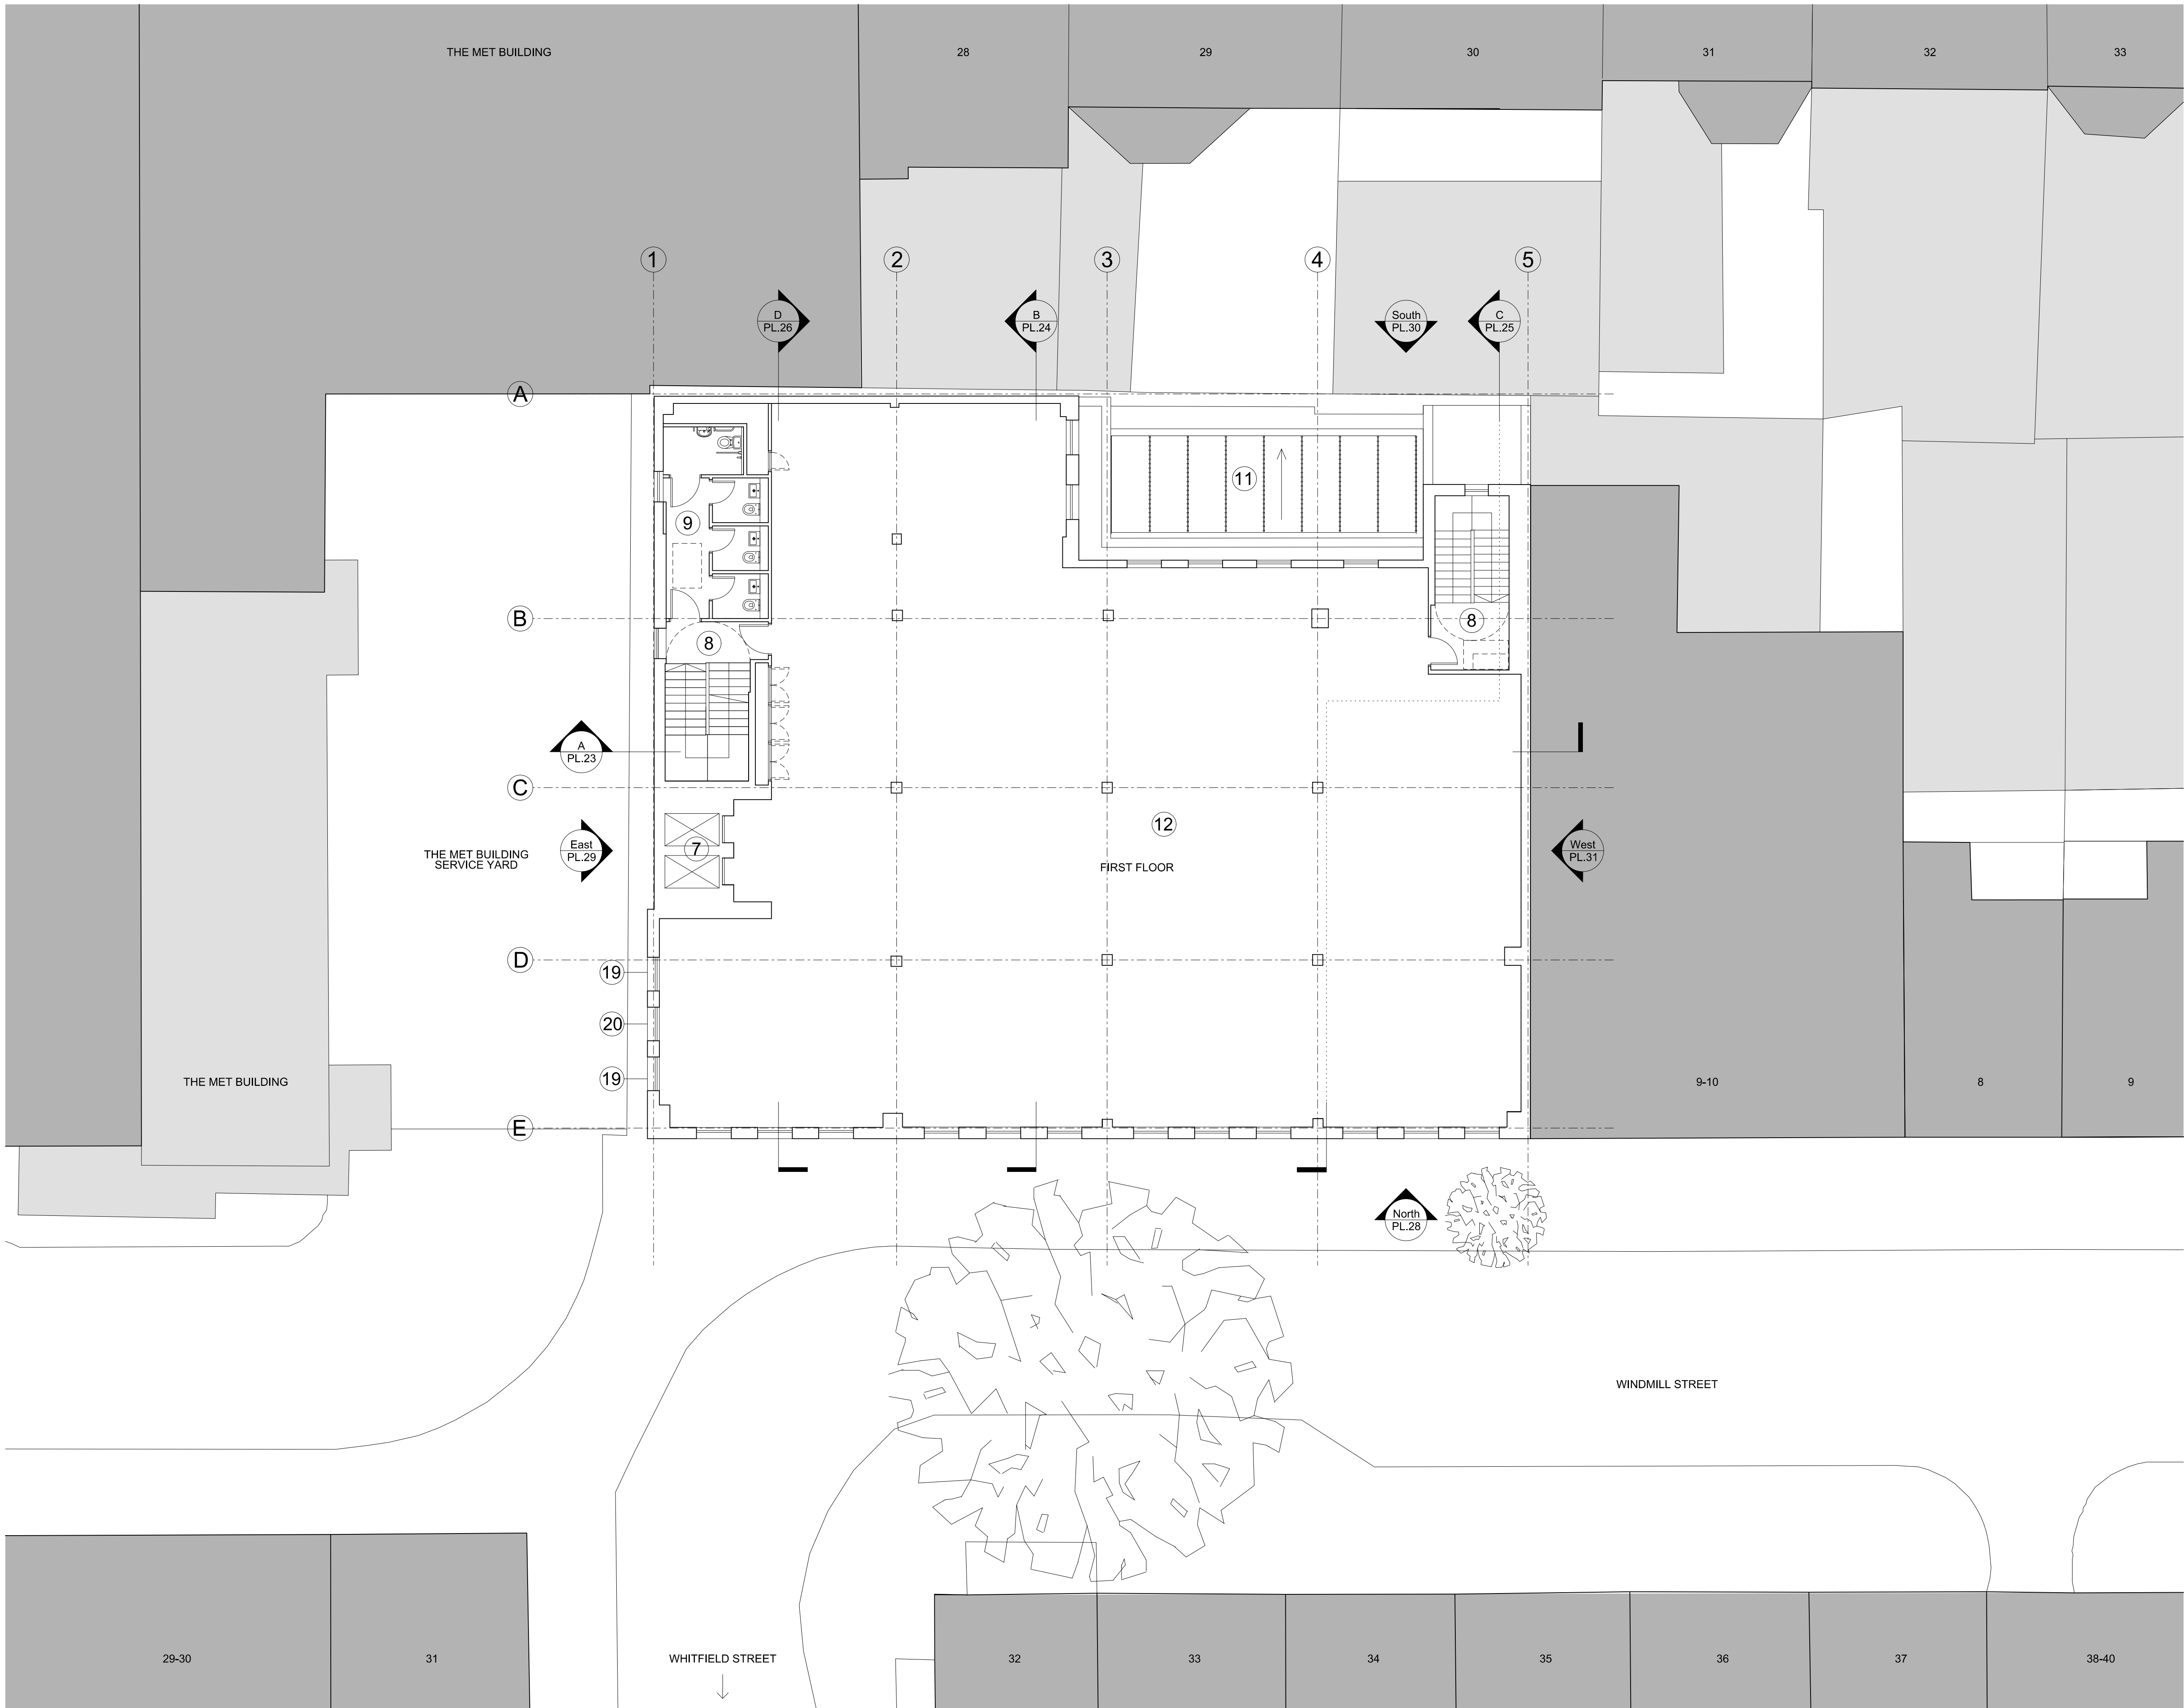 THE MET BUILDING
28
29
30
31
32
33
1
2
3
4
5
D
PL.26
B
PL.24
South
PL.30
C
PL.25
A
11
9
B
8
8
A
PL.23
C
12
7
East
PL.29
THE MET BUILDING
SERVICE YARD
FIRST FLOOR
West
PL.31
D
19
20
19
THE MET BUILDING
9-10
8
9
E
North
PL.28
WINDMILL STREET
29-30
31
WHITFIELD STREET
32
33
34
35
36
37
38-40